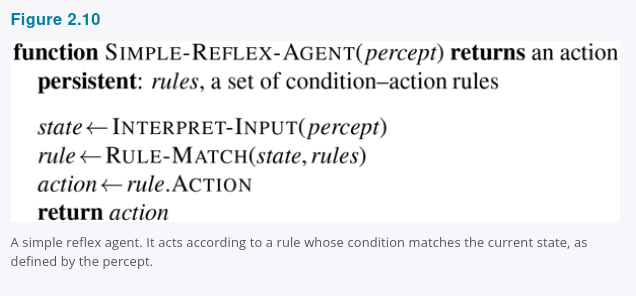 Figure 2.10
function SIMPLE-REFLEX-AGENT(percept) returns an action
persistent: rules, a set of condition–action rules
state←INTERPRET-INPUT(percept)
rule←RULE-MATCH(state, rules)
action←rule.ACTION
return action
A simple reflex agent. It acts according to a rule whose condition matches the current state, as
defined by the percept.